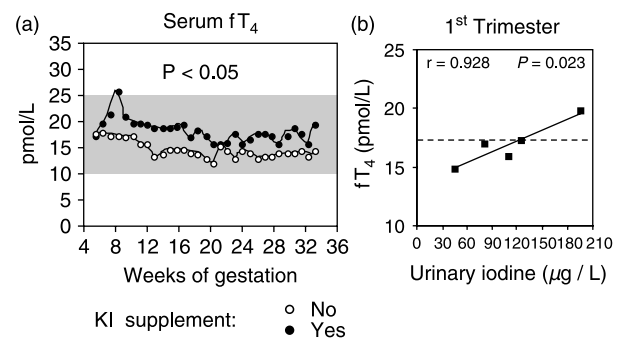 (a) Serum fT4
35
30
25
20
15
10
5
0
pmol/L
P < 0.05
4 8 12 16 20 24 28 32 36
Weeks of gestation
KI supplement:
No
Yes
(b) 1st Trimester
r = 0.928 P = 0.023
25
20
15
10
fT4 (pmol/L)
0 30 60 90 120 150 180 210
Urinary iodine (μg / L)